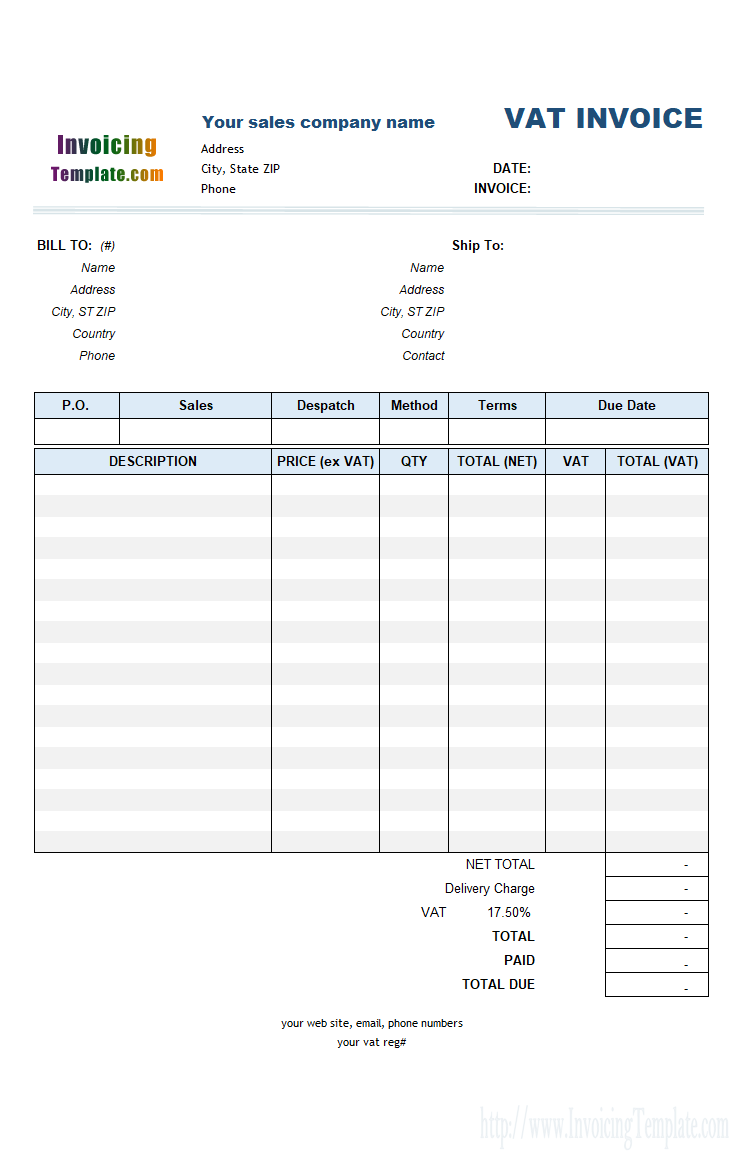 Invoicing
Template.com
Your sales company name
VAT INVOICE
Address
City, State ZIP
DATE:
Phone
INVOICE:
BILL TO: (#)
Ship To:
Name
Name
Address
Address
City, ST ZIP
City, ST ZIP
Country
Country
Phone
Contact
P.O. Sales Despatch Method Terms Due Date
DESCRIPTION PRICE (ex VAT) QTY TOTAL (NET) VAT TOTAL (VAT)
NET TOTAL -
Delivery Charge -
VAT 17.50% -
TOTAL -
PAID -
TOTAL DUE -
your web site, email, phone numbers
your vat reg#
http://www.InvoicingTemplate.com